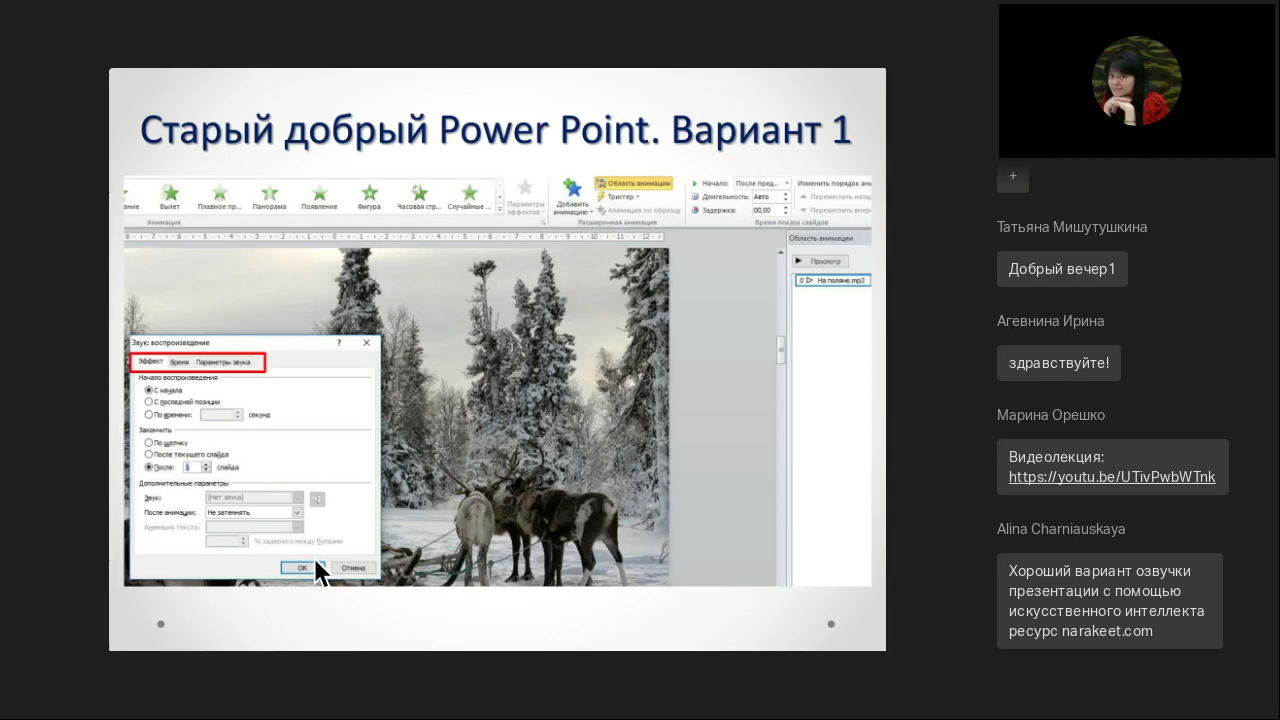 Старый добрый Power Point. Вариант 1
Вылет
Плавное пр...
Панорама
Появление
Фигура
Часовая стр...
Случайные ...
Параметры
эффектов
Добавить
анимацию
Область анимации
Триггер
Анимация по образцу
Начало: После пред...
Длительность: Авто
Задержка: 00,00
Изменить порядок
Переместить
Переместить
Анимация
Расширенная анимация
Время показа слайдов
Область анимации
Просмотр
0 На поляне.mp3
Звук: воспроизведение
?
Эффект Время Параметры звука
Начало воспроизведения
С начала
С последней позиции
По времени: секунд
Закончить
По щелчку
После текущего слайда
После: слайда
Дополнительные параметры
Звук: [Нет звука]
После анимации: Не затенять
Анимация текста:
% задержка между буквами
ОК Отмена
+
Татьяна Мишутушкина
Добрый вечер1
Агевнина Ирина
здравствуйте!
Марина Орешко
Видеолекция:
https://youtu.be/UTivPwbWTnk
Alina Charniauskaya
Хороший вариант озвучки
презентации с помощью
искусственного интеллекта
ресурс narakeet.com